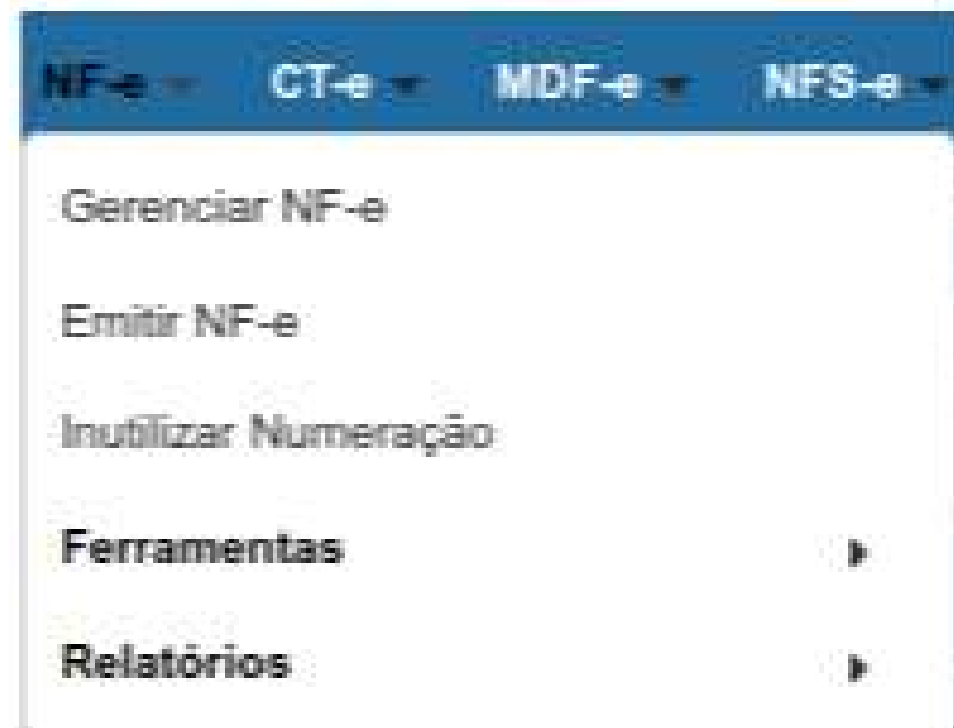 NF-e CT-e MDF-e NFS-e
Gerenciar NF-e
Emitir NF-e
Inutilizar Numeração
Ferramentas
Relatórios